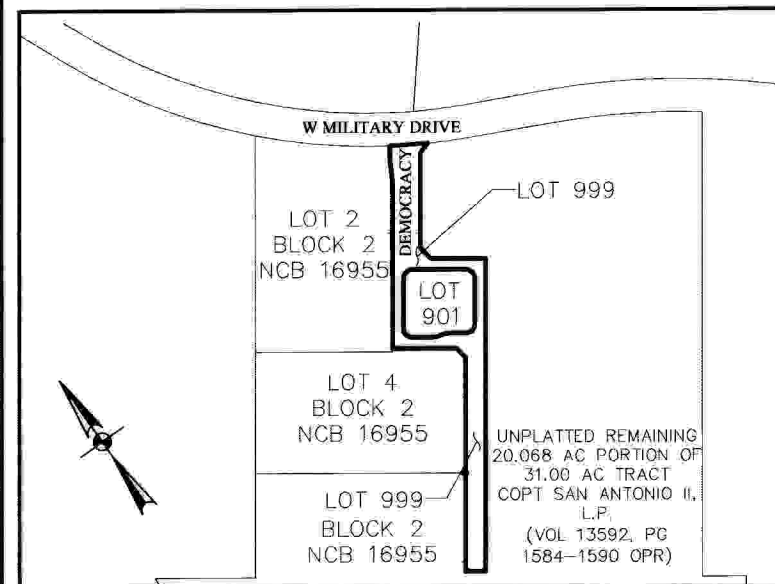 W MILITARY DRIVE
DEMOCRACY
LOT 999
LOT 2
BLOCK 2
NCB 16955
LOT
901
LOT 4
BLOCK 2
NCB 16955
UNPLATTED REMAINING
20.068 AC PORTION OF
31.00 AC TRACT
COPT SAN ANTONIO II,
L.P.
(VOL 13592, PG
1584-1590 OPR)
LOT 999
BLOCK 2
NCB 16955